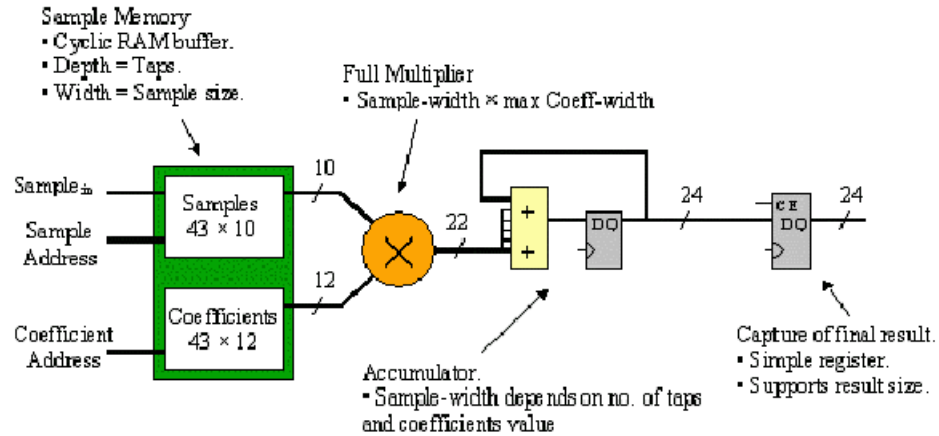 Sample Memory
▪ Cyclic RAM buffer.
▪ Depth = Taps.
▪ Width = Sample size.
Full Multiplier
▪ Sample-width × max Coeff-width
Sample in
Sample
Address
Samples
43 × 10
10
22
+
+
DQ
24
CE
DQ
24
12
Coefficients
43 × 12
Coefficient
Address
Accumulator.
▪ Sample-width depends on no. of taps
and coefficients value
Capture of final result.
▪ Simple register.
▪ Supports result size.